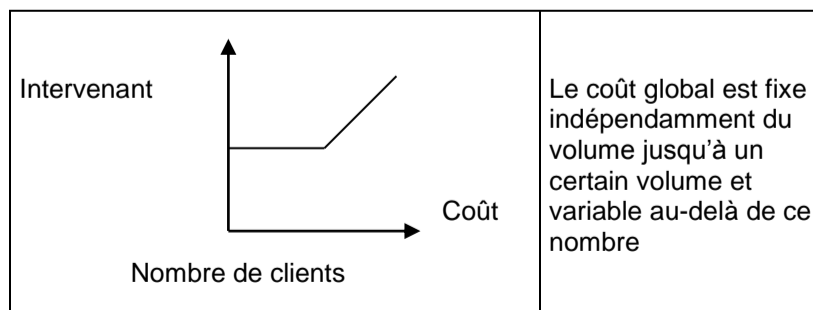 Intervenant
Coût
Nombre de clients
Le coût global est fixe
indépendamment du
volume jusqu'à un
certain volume et
variable au-delà de ce
nombre